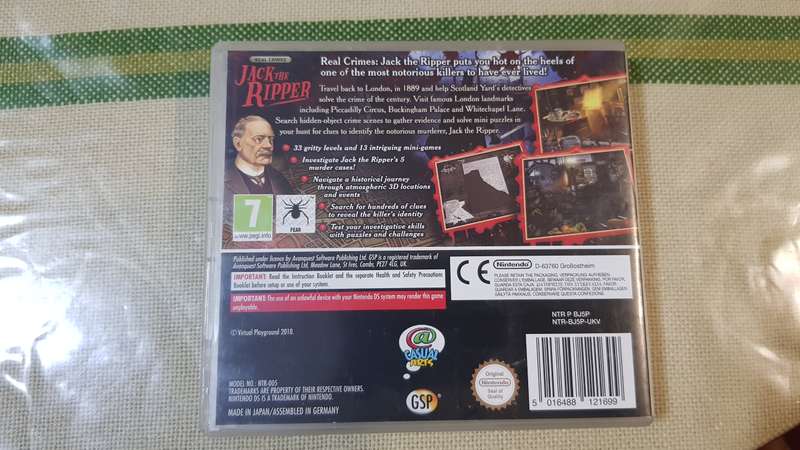 REAL CRIMES
JACK THE
RIPPER
Real Crimes: Jack the Ripper puts you hot on the heels of
one of the most notorious killers to have ever lived!
Travel back to London, in 1889 and help Scotland Yard's detectives
solve the crime of the century. Visit famous London landmarks
including Piccadilly Circus, Buckingham Palace and Whitechapel Lane.
Search hidden-object crime scenes to gather evidence and solve mini puzzles in
your hunt for clues to identify the notorious murderer, Jack the Ripper.
33 gritty levels and 13 intriguing mini-games
Investigate Jack the Ripper's 5
murder cases!
Navigate a historical journey
through atmospheric 3D locations
and events
Search for hundreds of clues
to reveal the killer's identity
Test your investigative skills
with puzzles and challenges
7
www.pegi.info
FEAR
Published under licence by Avanquest Software Publishing Ltd. GSP is a registered trademark of
Avanquest Software Publishing Ltd, Meadow Lane, St Ives, Cambs, PE27 4LG, UK.
IMPORTANT: Read the Instruction Booklet and the separate Health and Safety Precautions
Booklet before setup or use of your system.
IMPORTANT: The use of an unlawful device with your Nintendo DS system may render this game
unplayable.
© Virtual Playground 2010.
CE
Nintendo
D-63760 Großostheim
PLEASE RETAIN THE PACKAGING. VERPACKUNG AUFHEBEN.
NTR P BJ5P
NTR-BJ5P-UKV
@
CASUAL
ARTS
GSP
Original
Nintendo
Seal of
Quality
5 016488 121699
MODEL NO.: NTR-005
TRADEMARKS ARE PROPERTY OF THEIR RESPECTIVE OWNERS.
NINTENDO DS IS A TRADEMARK OF NINTENDO.
MADE IN JAPAN/ASSEMBLED IN GERMANY